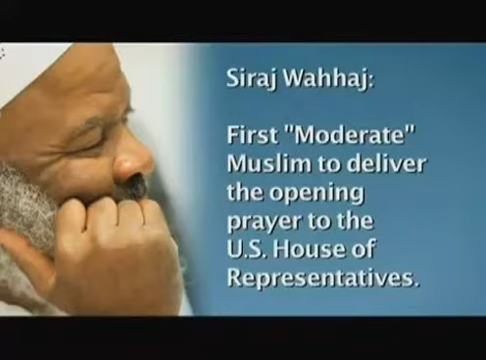 Siraj Wahhaj:
First "Moderate"
Muslim to deliver
the opening
prayer to the
U.S. House of
Representatives.